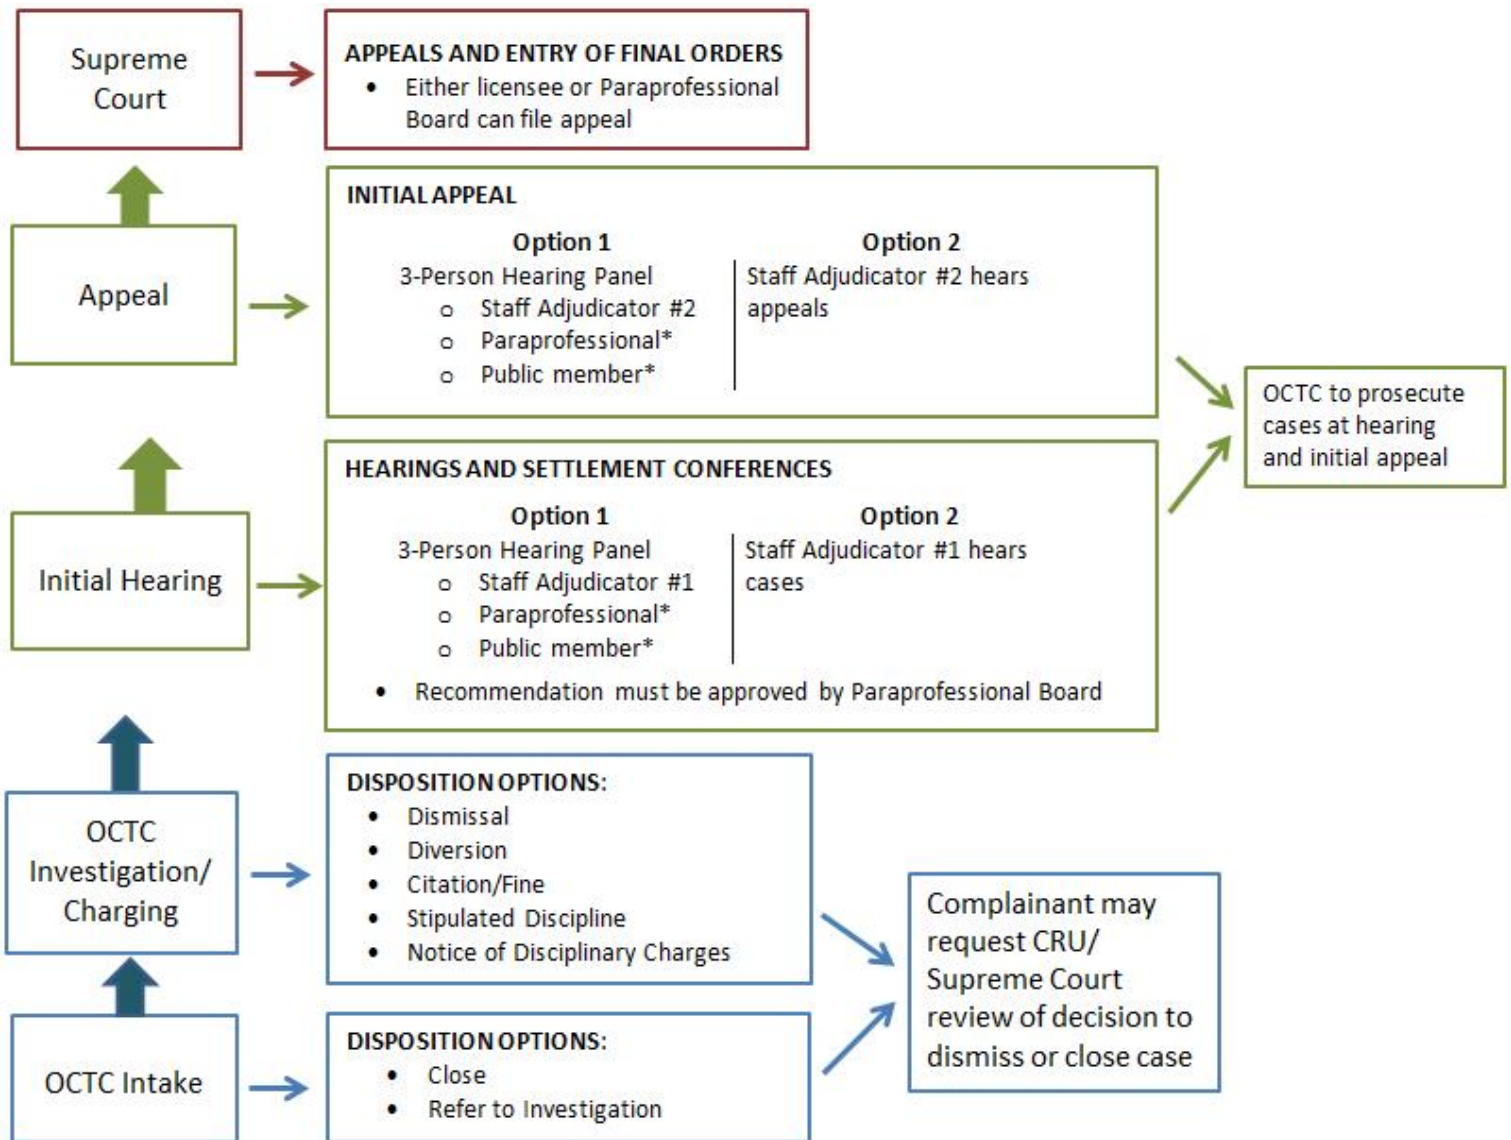 Supreme
Court
APPEALS AND ENTRY OF FINAL ORDERS
• Either licensee or Paraprofessional
Board can file appeal
Appeal
INITIAL APPEAL
Option 1
3-Person Hearing Panel
o Staff Adjudicator #2
o Paraprofessional*
o Public member*
Option 2
Staff Adjudicator #2 hears
appeals
OCTC to prosecute
cases at hearing
and initial appeal
Initial Hearing
HEARINGS AND SETTLEMENT CONFERENCES
Option 1
3-Person Hearing Panel
o Staff Adjudicator #1
o Paraprofessional*
o Public member*
Option 2
Staff Adjudicator #1 hears
cases
• Recommendation must be approved by Paraprofessional Board
OCTC
Investigation/
Charging
DISPOSITION OPTIONS:
• Dismissal
• Diversion
• Citation/Fine
• Stipulated Discipline
• Notice of Disciplinary Charges
Complainant may
request CRU/
Supreme Court
review of decision to
dismiss or close case
OCTC Intake
DISPOSITION OPTIONS:
• Close
• Refer to Investigation